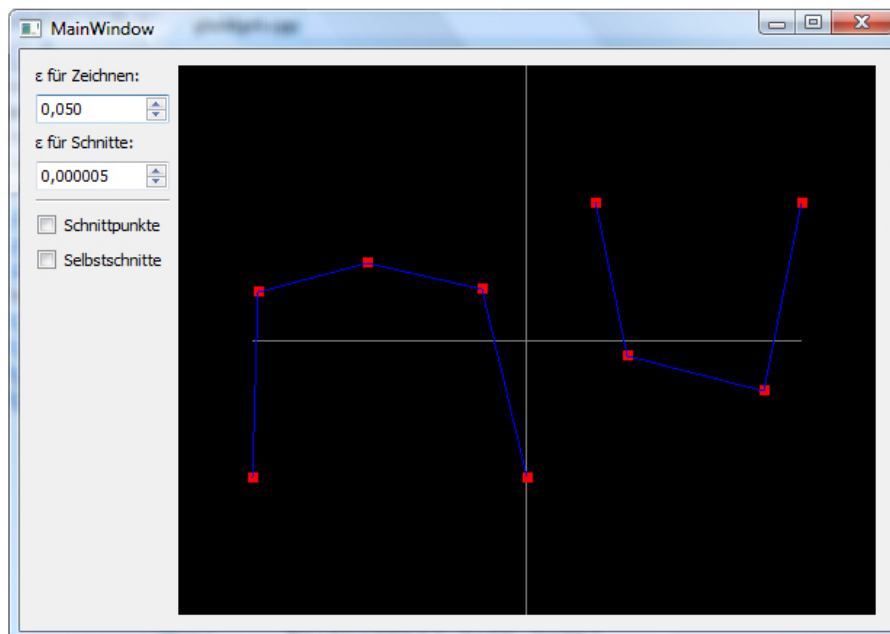 MainWindow
ε für Zeichnen:
0,050
ε für Schnitte:
0,000005
Schnittpunkte
Selbstschnitte